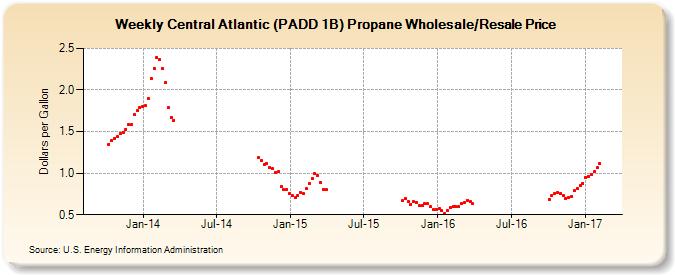 Weekly Central Atlantic (PADD 1B) Propane Wholesale/Resale Price
Dollars per Gallon
2.5
2.0
1.5
1.0
0.5
Jan-14 Jul-14 Jan-15 Jul-15 Jan-16 Jul-16 Jan-17
Source: U.S. Energy Information Administration